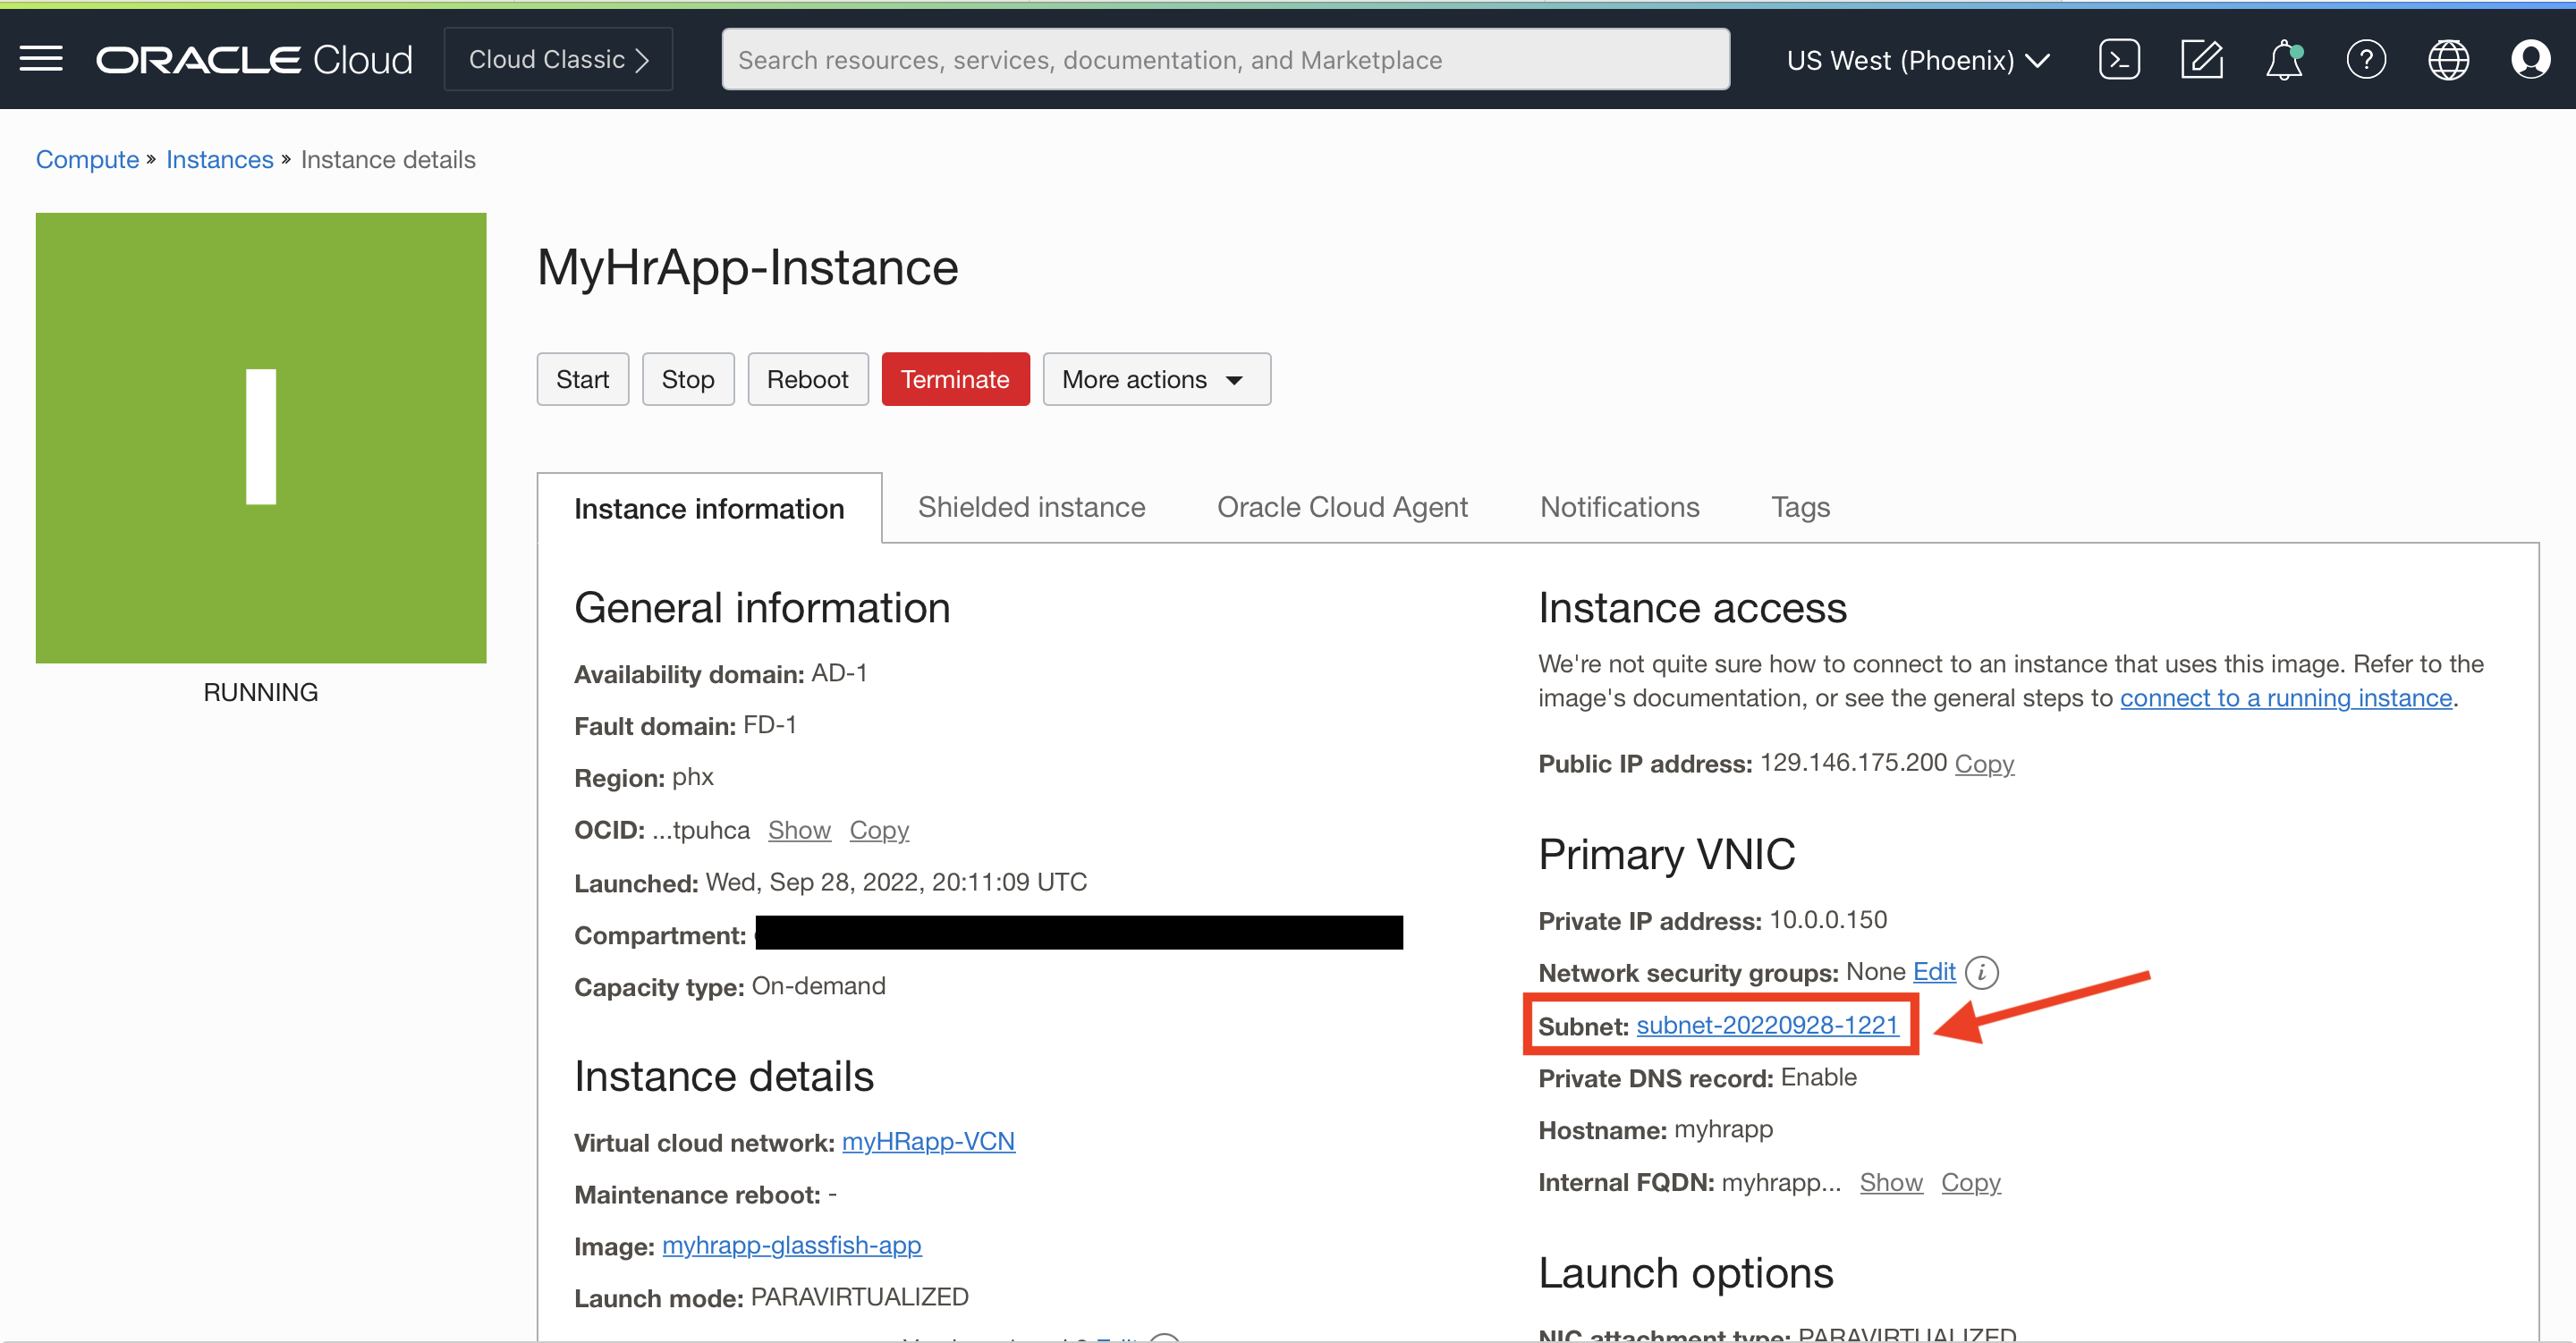 ORACLE Cloud
Cloud Classic
Search resources, services, documentation, and Marketplace
US West (Phoenix)
Compute » Instances » Instance details
I
RUNNING
MyHrApp-Instance
Start
Stop
Reboot
Terminate
More actions
Instance information
Shielded instance
Oracle Cloud Agent
Notifications
Tags
General information
Availability domain: AD-1
Fault domain: FD-1
Region: phx
OCID: ...tpuhca Show Copy
Launched: Wed, Sep 28, 2022, 20:11:09 UTC
Compartment:
Capacity type: On-demand
Instance details
Virtual cloud network: myHRapp-VCN
Maintenance reboot: -
Image: myhrapp-glassfish-app
Launch mode: PARAVIRTUALIZED
Instance access
We're not quite sure how to connect to an instance that uses this image. Refer to the
image's documentation, or see the general steps to connect to a running instance.
Public IP address: 129.146.175.200 Copy
Primary VNIC
Private IP address: 10.0.0.150
Network security groups: None Edit i
Subnet: subnet-20220928-1221
Private DNS record: Enable
Hostname: myhrapp
Internal FQDN: myhrapp... Show Copy
Launch options
NIC attachment type: PARAVIRTUALIZED